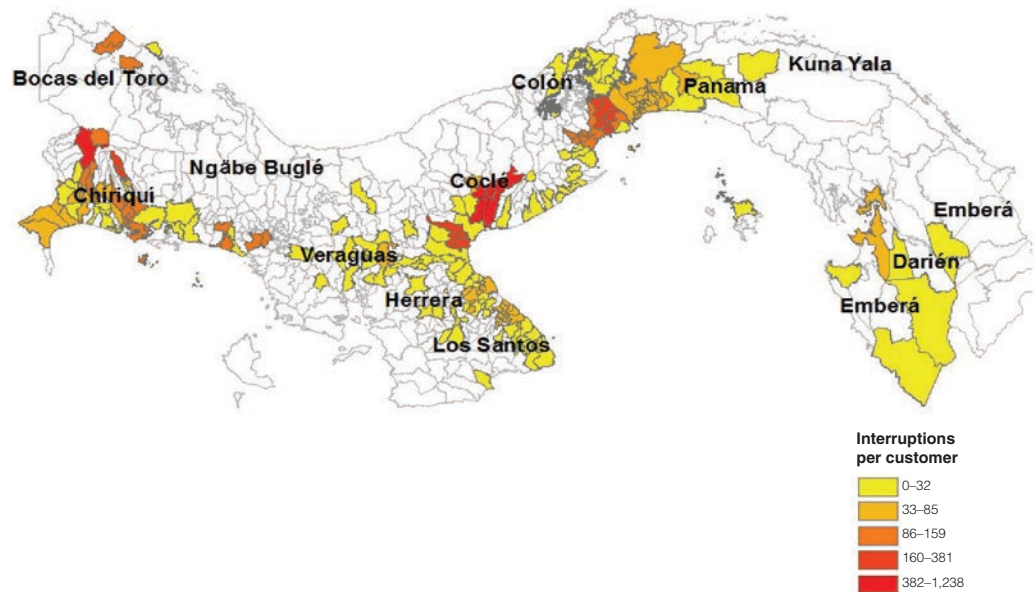 Bocas del Toro
Colón
Kuna Yala
Panama
Ngäbe Buglé
Chiriqui
Coclé
Emberá
Veraguas
Darién
Herrera
Emberá
Los Santos
Interruptions
per customer
0–32
33–85
86–159
160–381
382–1,238